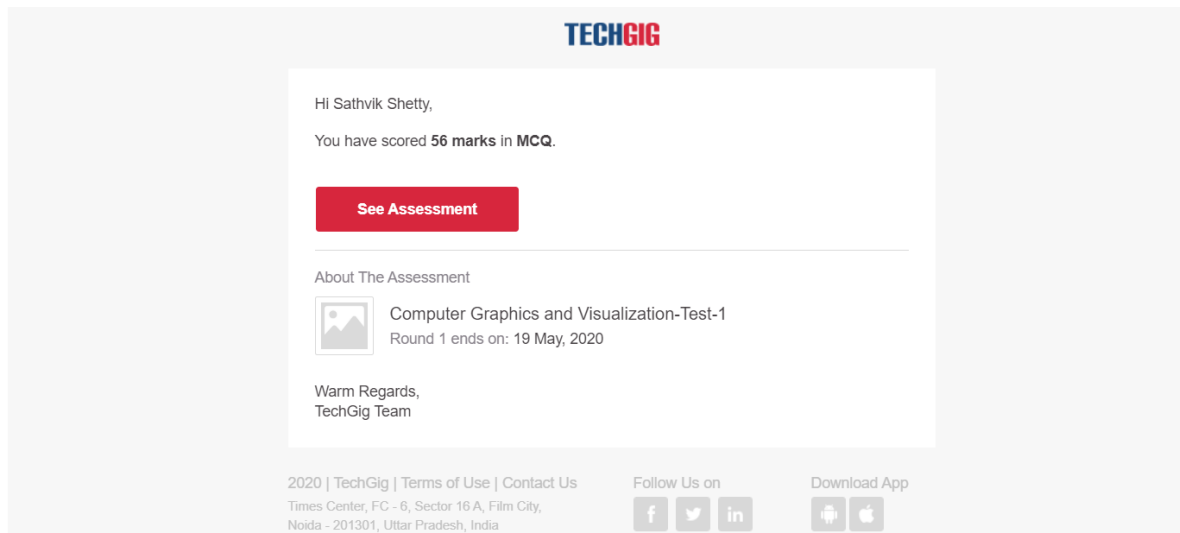 TECHGIG
Hi Sathvik Shetty,
You have scored 56 marks in MCQ.
See Assessment
About The Assessment
Computer Graphics and Visualization-Test-1
Round 1 ends on: 19 May, 2020
Warm Regards,
TechGig Team
2020 | TechGig | Terms of Use | Contact Us
Times Center, FC - 6, Sector 16 A, Film City,
Noida - 201301, Uttar Pradesh, India
Follow Us on
f in
Download App